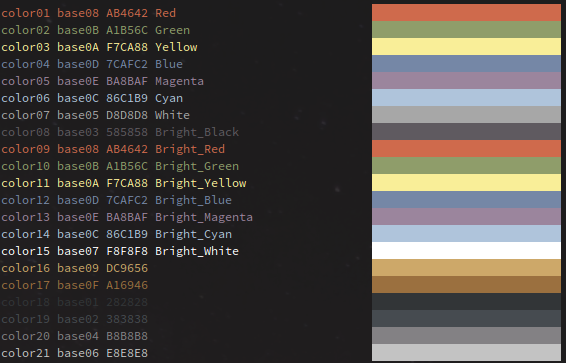 color01 base08 AB4642 Red
color02 base0B A1B56C Green
color03 base0A F7CA88 Yellow
color04 base0D 7CAFC2 Blue
color05 base0E BA8BAF Magenta
color06 base0C 86C1B9 Cyan
color07 base05 D8D8D8 White
color08 base03 585858 Bright_Black
color09 base08 AB4642 Bright_Red
color10 base0B A1B56C Bright_Green
color11 base0A F7CA88 Bright_Yellow
color12 base0D 7CAFC2 Bright_Blue
color13 base0E BA8BAF Bright_Magenta
color14 base0C 86C1B9 Bright_Cyan
color15 base07 F8F8F8 Bright_White
color16 base09 DC9656
color17 base0F A16946
color18 base01 282828
color19 base02 383838
color20 base04 B8B8B8
color21 base06 E8E8E8